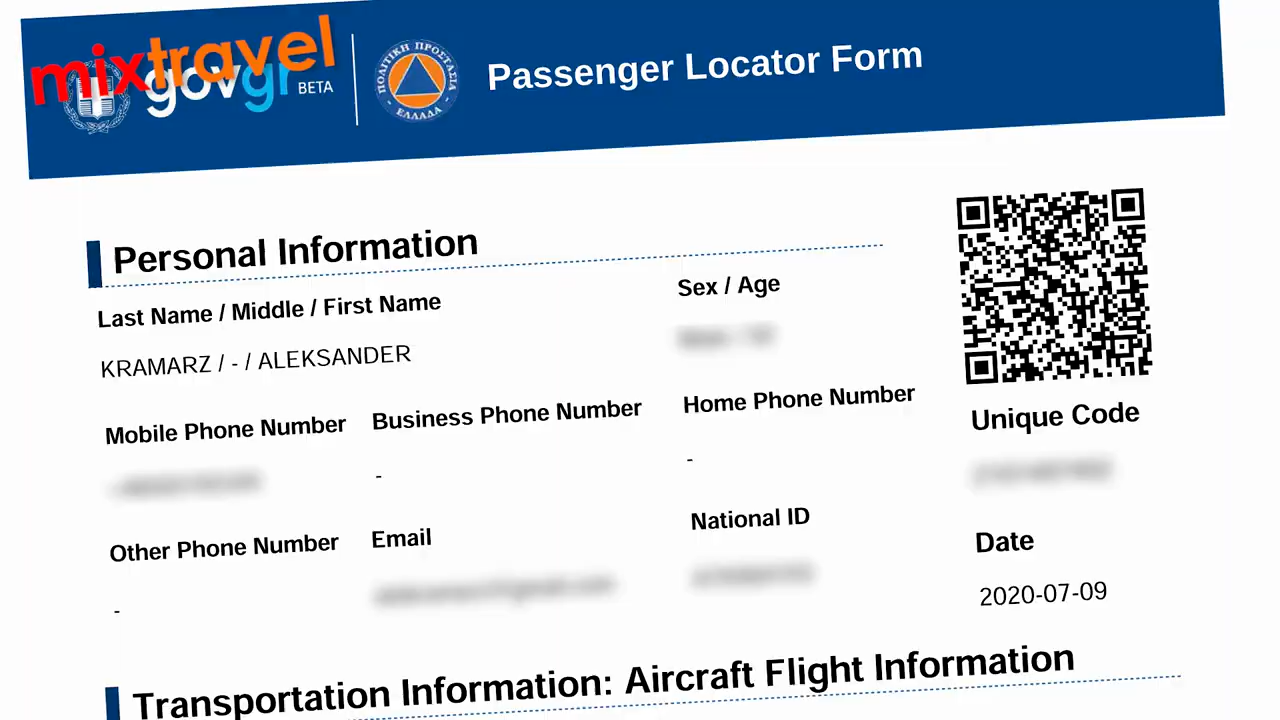 mixtravel
govgr BETA
ΠΟΛΙΤΙΚΗ ΠΡΟΣΤΑΣΙΑ
- ΕΛΛΑΔΑ -
Passenger Locator Form
Personal Information
Last Name / Middle / First Name
Sex / Age
KRAMARZ / - / ALEKSANDER
Mobile Phone Number
Business Phone Number
Home Phone Number
Unique Code
-
-
Other Phone Number
Email
National ID
Date
-
2020-07-09
Transportation Information: Aircraft Flight Information